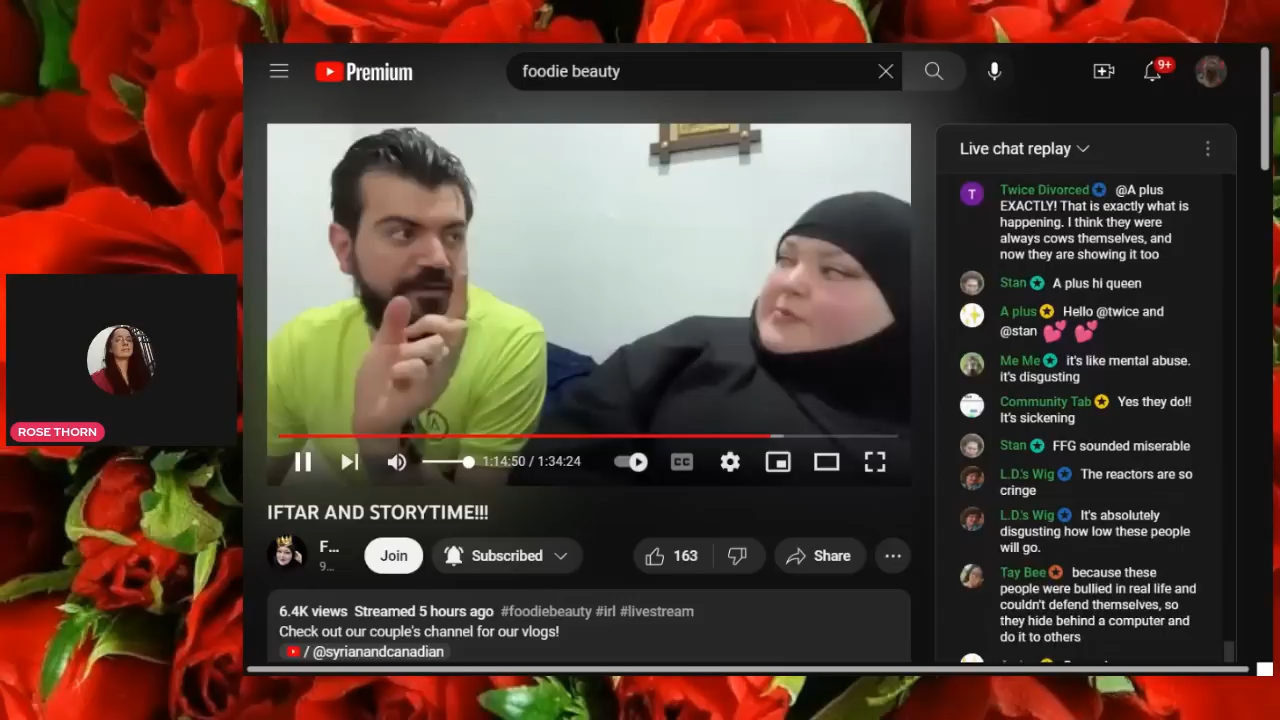 Premium
foodie beauty
9+
Live chat replay
T
Twice Divorced @A plus
EXACTLY! That is exactly what is
happening. I think they were
always cows themselves, and
now they are showing it too
Stan A plus hi queen
A plus Hello @twice and
@stan
Me Me it's like mental abuse.
it's disgusting
Community Tab Yes they do!!
It's sickening
Stan FFG sounded miserable
L.D.'s Wig The reactors are so
cringe
L.D.'s Wig It's absolutely
disgusting how low these people
will go.
Tay Bee because these
people were bullied in real life and
couldn't defend themselves, so
they hide behind a computer and
do it to others
ROSE THORN
1:14:50 / 1:34:24
CC
IFTAR AND STORYTIME!!!
F...
9...
Join
Subscribed
163
Share
6.4K views Streamed 5 hours ago #foodiebeauty #irl #livestream
Check out our couple's channel for our vlogs!
/ @syrianandcanadian